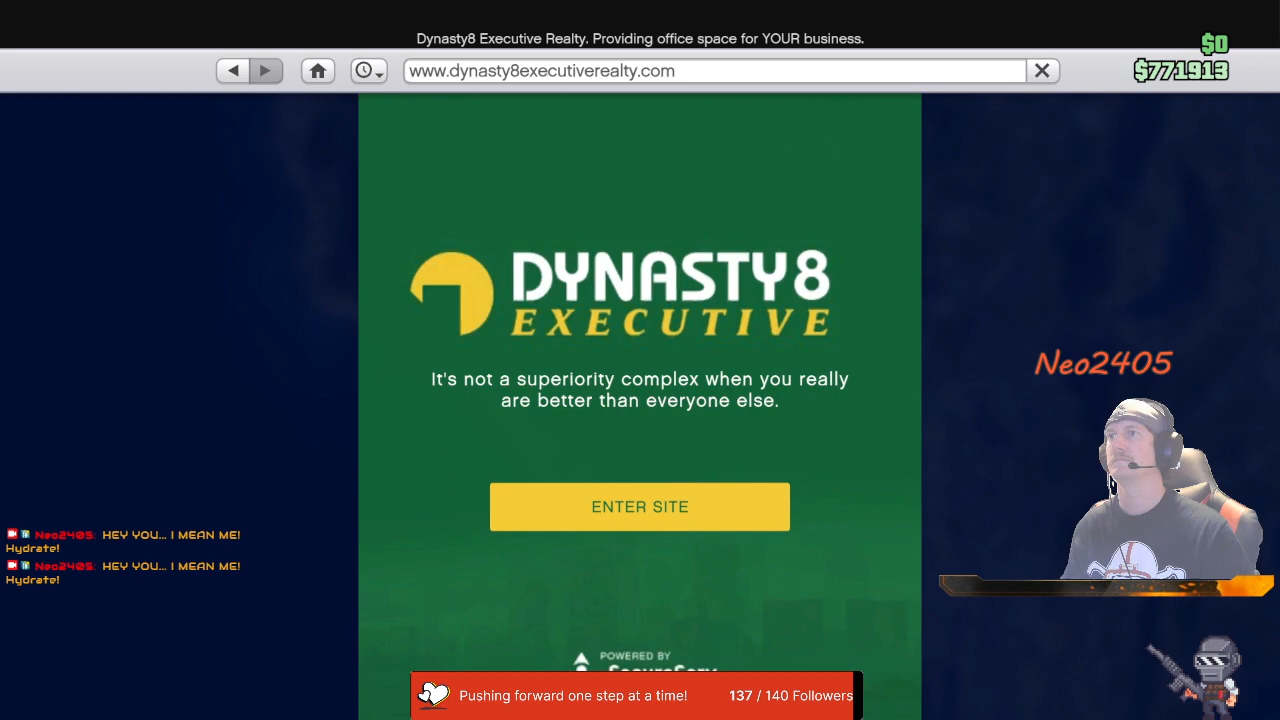 Dynasty8 Executive Realty. Providing office space for YOUR business.
$0
www.dynasty8executiverealty.com
$771913
DYNASTY8
EXECUTIVE
It's not a superiority complex when you really
are better than everyone else.
Neo2405
ENTER SITE
Neo2405: HEY YOU... I MEAN ME!
Hydrate!
Neo2405: HEY YOU... I MEAN ME!
Hydrate!
POWERED BY
SecureServ
Pushing forward one step at a time! 137 / 140 Followers